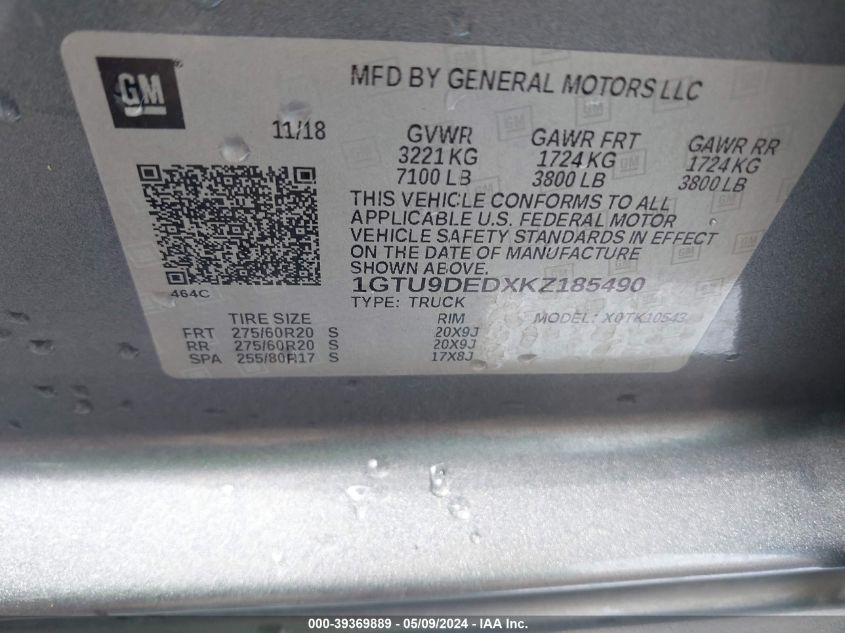 GM
MFD BY GENERAL MOTORS LLC
11/18
GVWR GAWR FRT GAWR RR
3221 KG 1724 KG 1724 KG
7100 LB 3800 LB 3800 LB
THIS VEHICLE CONFORMS TO ALL
APPLICABLE U.S. FEDERAL MOTOR
VEHICLE SAFETY STANDARDS IN EFFECT
ON THE DATE OF MANUFACTURE
SHOWN ABOVE.
464C
1GTU9DEDXKZ185490
TYPE: TRUCK
TIRE SIZE RIM MODEL: X0TK10543
FRT 275/60R20 S 20X9J
RR 275/60R20 S 20X9J
SPA 255/80R17 S 17X8J
000-39369889 - 05/09/2024 - IAA Inc.